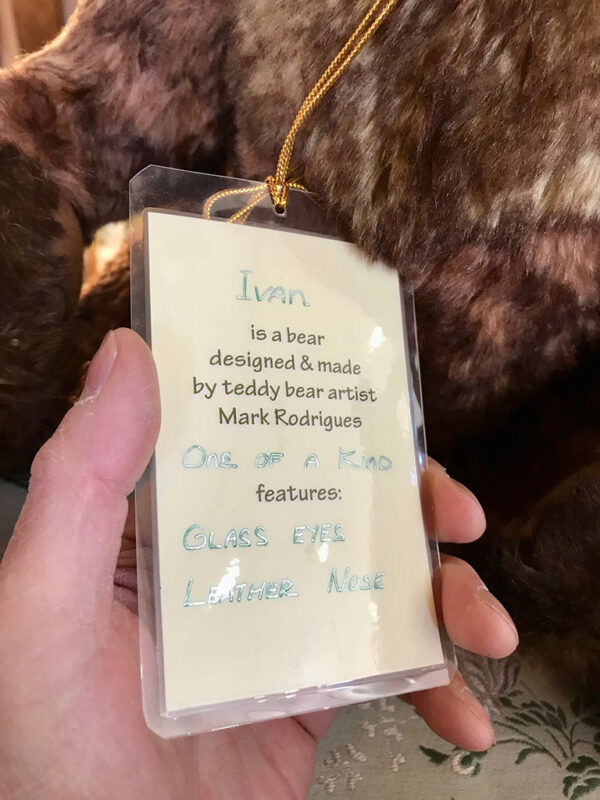 Ivan
is a bear
designed & made
by teddy bear artist
Mark Rodrigues
One of a Kind
features:
Glass eyes
Leather Nose